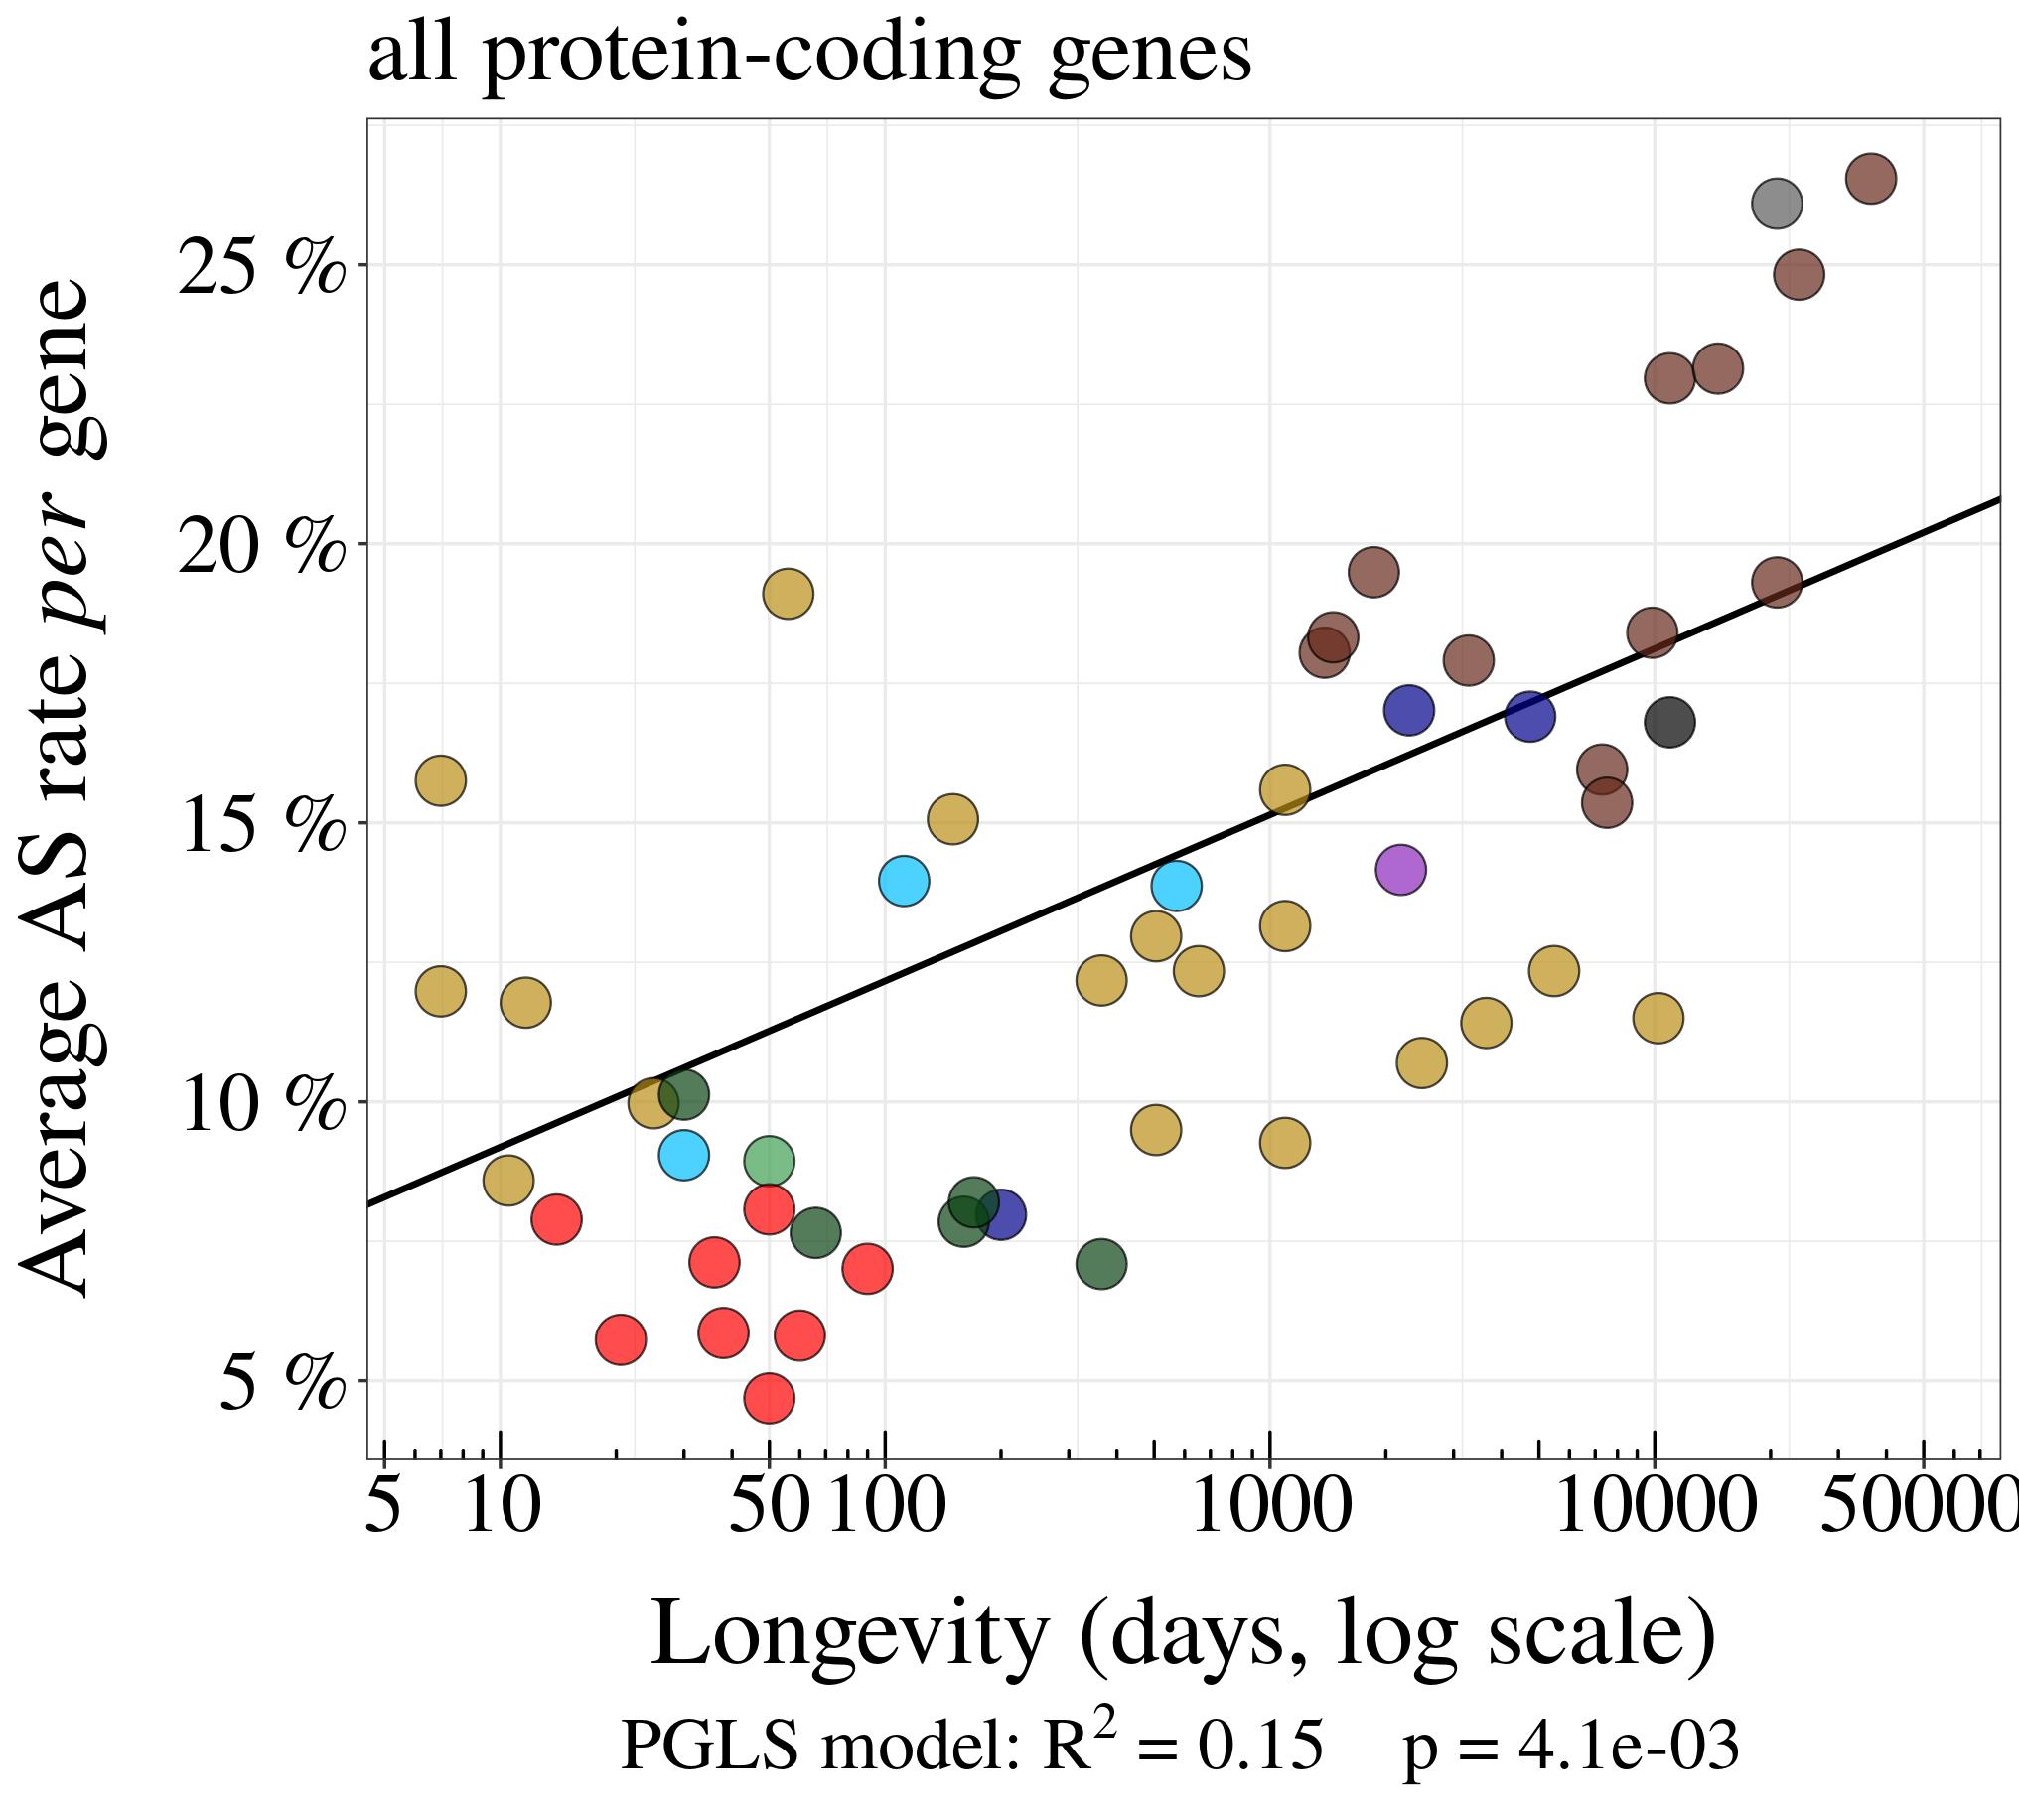 all protein-coding genes
Average AS rate per gene
25 %
20 %
15 %
10 %
5 %
5 10 50 100 1000 10000 50000
Longevity (days, log scale)
PGLS model: R² = 0.15 p = 4.1e-03